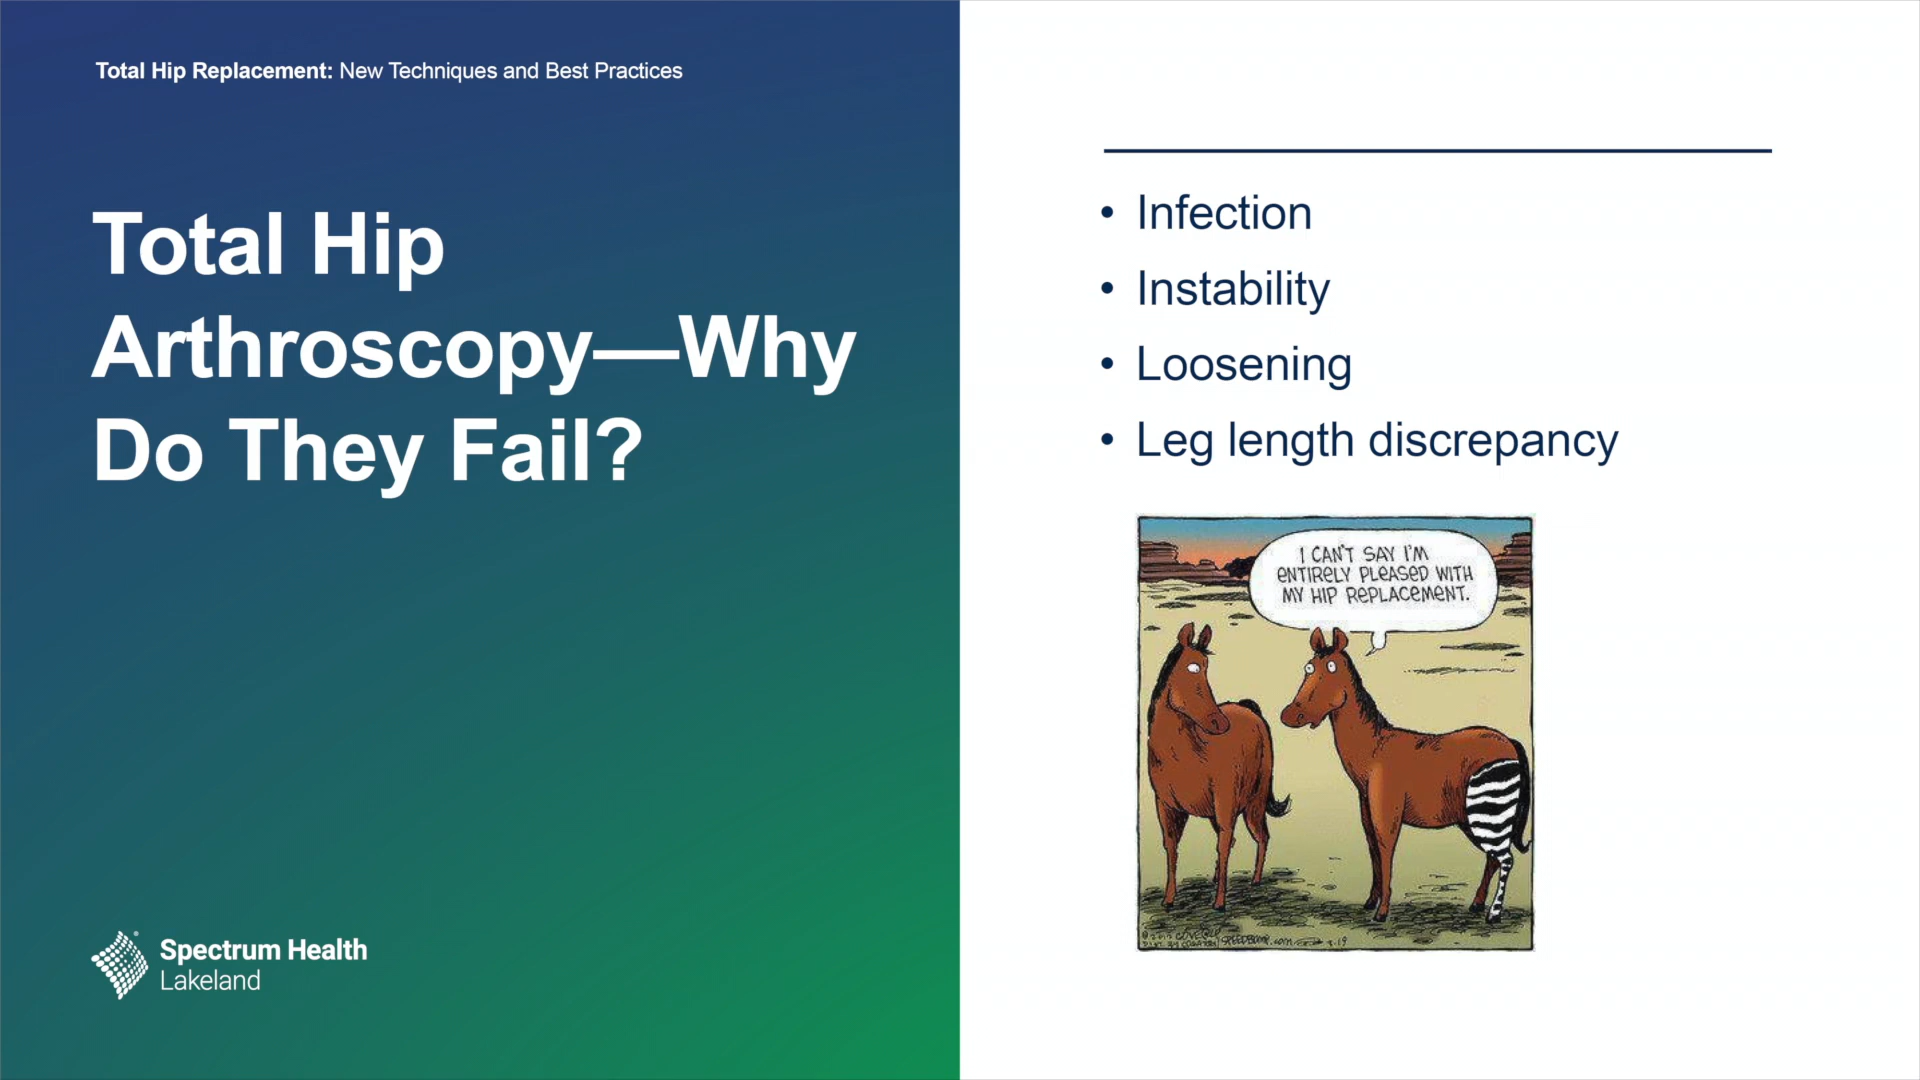 Total Hip Replacement: New Techniques and Best Practices
Total Hip
Arthroscopy—Why
Do They Fail?
Spectrum Health
Lakeland
• Infection
• Instability
• Loosening
• Leg length discrepancy
I CAN'T SAY I'M
ENTIRELY PLEASED WITH
MY HIP REPLACEMENT.